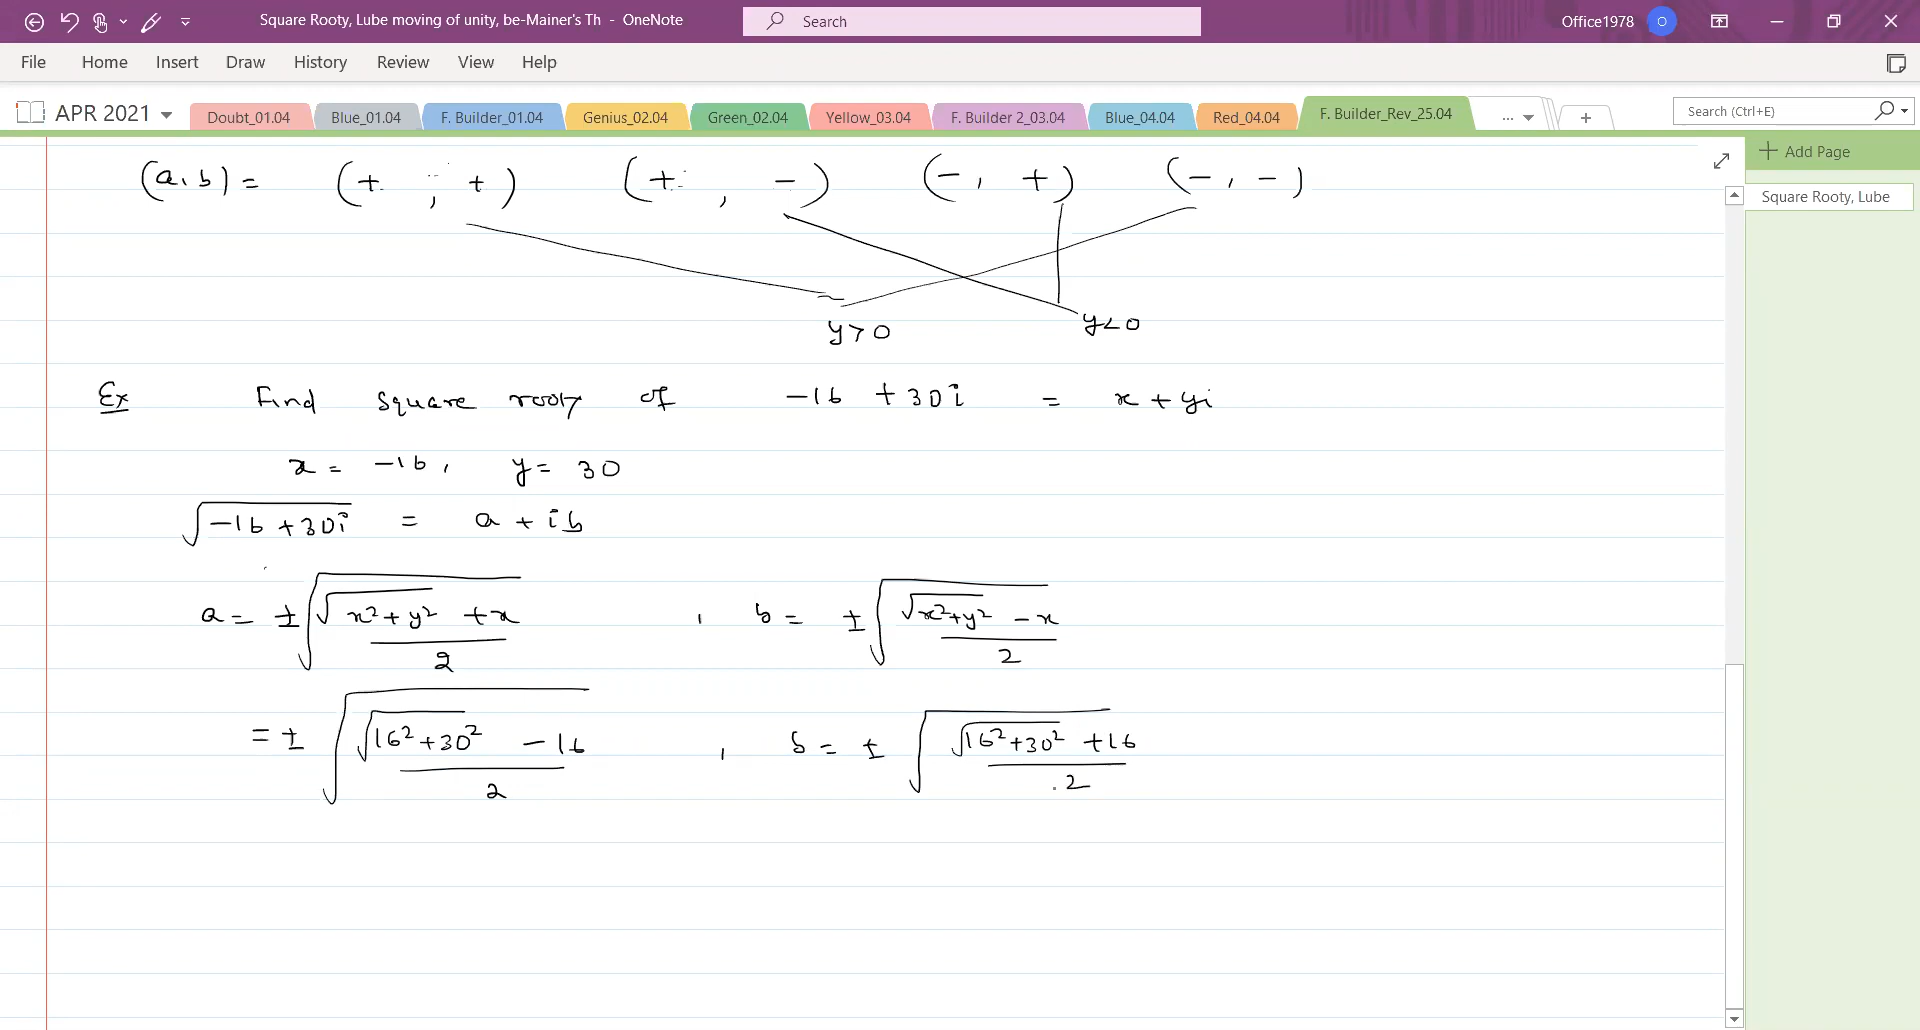 Square Rooty, Lube moving of unity, be-Mainer's Th - OneNote
Search
Office1978
O
File Home Insert Draw History Review View Help
APR 2021
Doubt_01.04 Blue_01.04 F. Builder_01.04 Genius_02.04 Green_02.04 Yellow_03.04 F. Builder 2_03.04 Blue_04.04 Red_04.04 F. Builder_Rev_25.04 ... +
Search (Ctrl+E)
+ Add Page
Square Rooty, Lube
(a, b) = (+ , +) (+ , -) (-, +) (-, -)
y > 0 y < 0
Ex Find square root of -16 + 30i = x + yi
x = -16, y = 30
√(-16 + 30i) = a + ib
a = ± √((√(x² + y²) + x)/2) , b = ± √((√(x² + y²) - x)/2)
= ± √((√(16² + 30²) - 16)/2) , b = ± √((√(16² + 30²) + 16)/2)